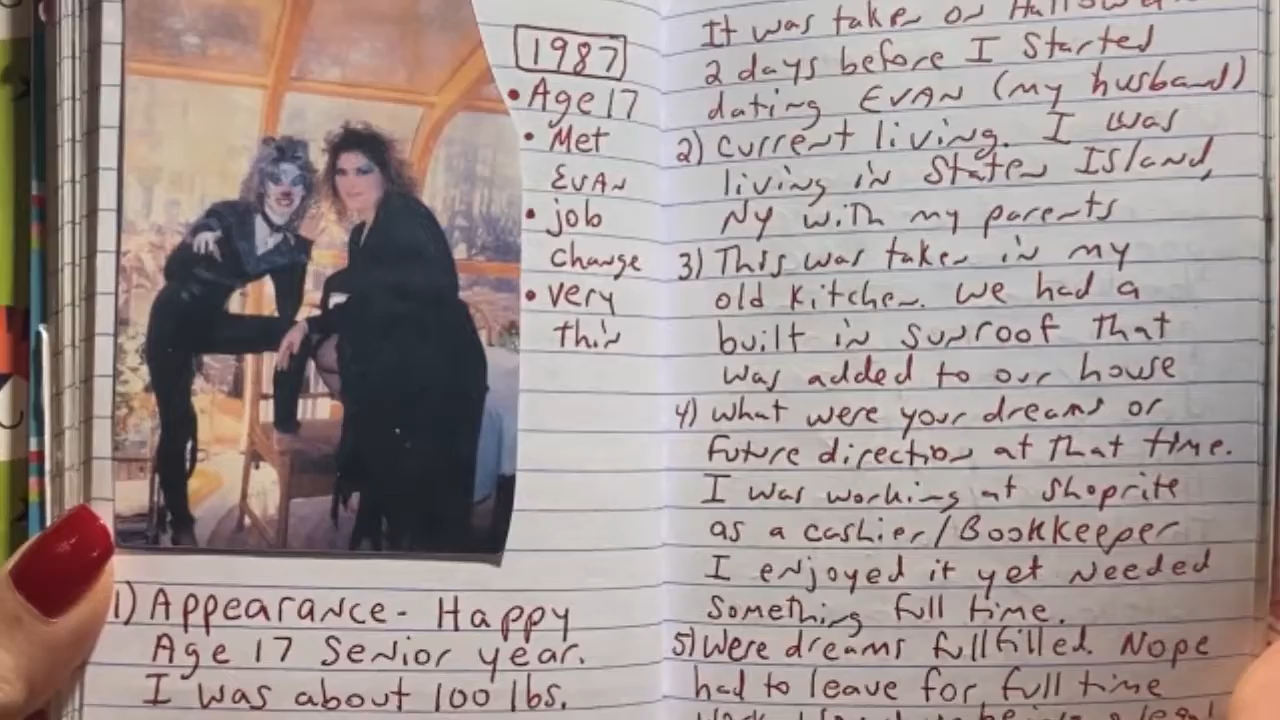 1987
• Age 17
• Met
EVAN
• job
change
• very
thin
1) Appearance - Happy
Age 17 Senior year.
I was about 100 lbs.
It was taken on
2 days before I Started
dating EVAN (my husband)
2) Current living. I was
living in Staten Island,
Ny with my parents
3) This was taken in my
old kitchen. We had a
built in sunroof that
was added to our house
4) What were your dreams or
future direction at that time.
I was working at Shoprite
as a cashier/Bookkeeper
I enjoyed it yet needed
something full time.
5) Were dreams fullfilled. Nope
had to leave for full time